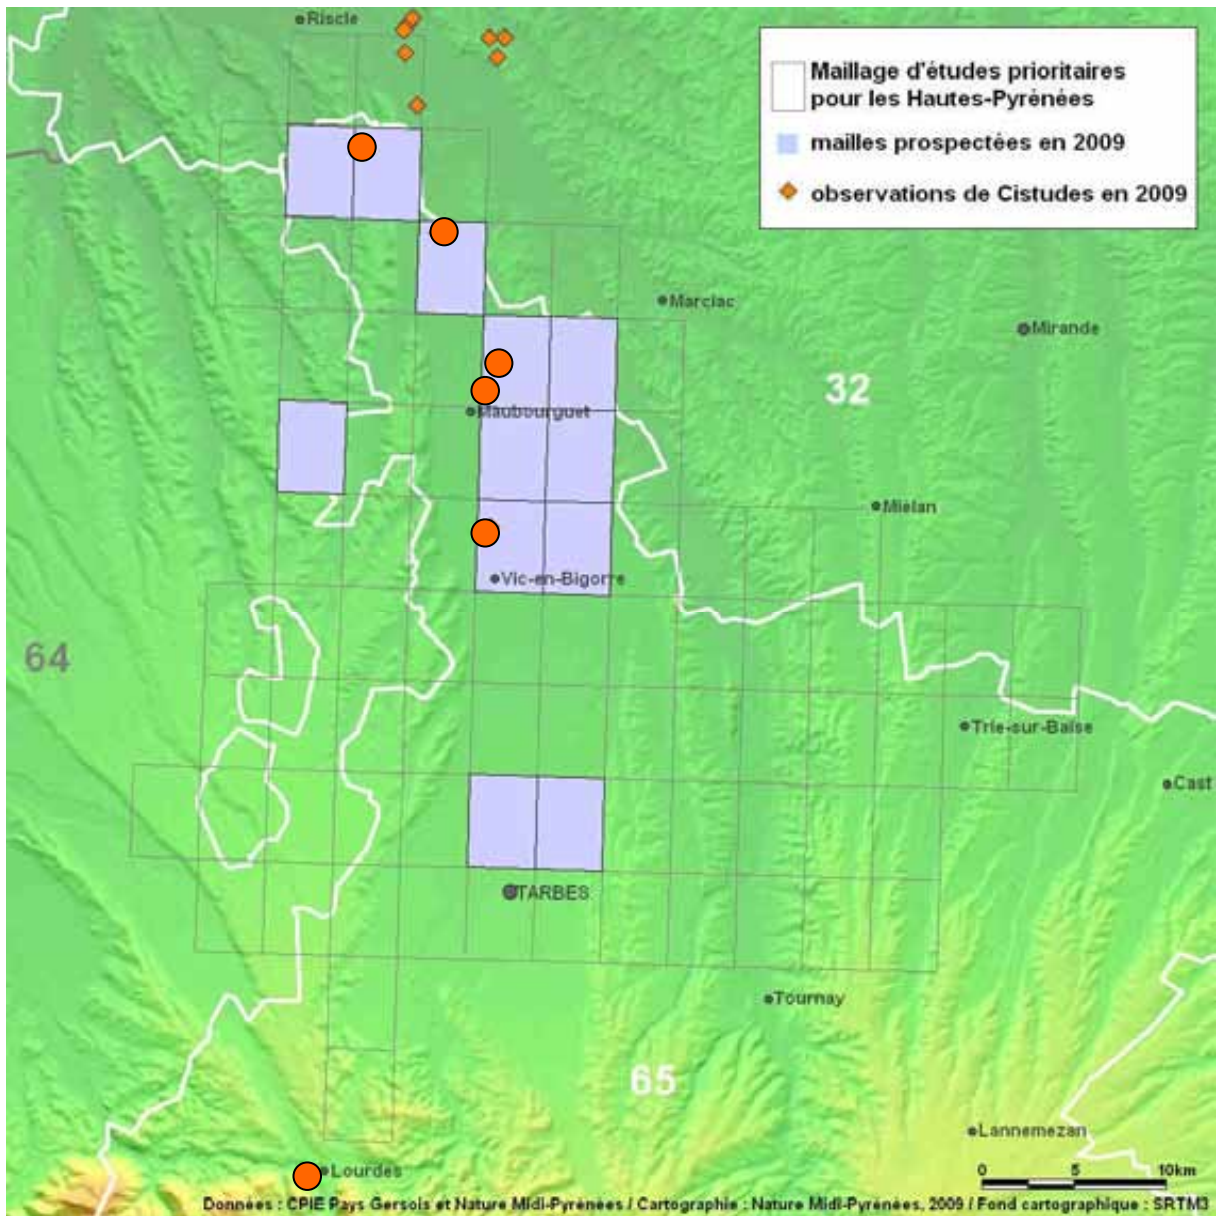 Riscle
Maillage d'études prioritaires
pour les Hautes-Pyrénées
mailles prospectées en 2009
observations de Cistudes en 2009
Marciac
Mirande
32
Maubourguet
Miélan
Vic-en-Bigorre
64
Trie-sur-Baïse
Cast
TARBES
Tournay
65
Lannemezan
Lourdes
0 5 10km
Données : CPIE Pays Gersois et Nature Midi-Pyrénées / Cartographie : Nature Midi-Pyrénées, 2009 / Fond cartographique : SRTM3